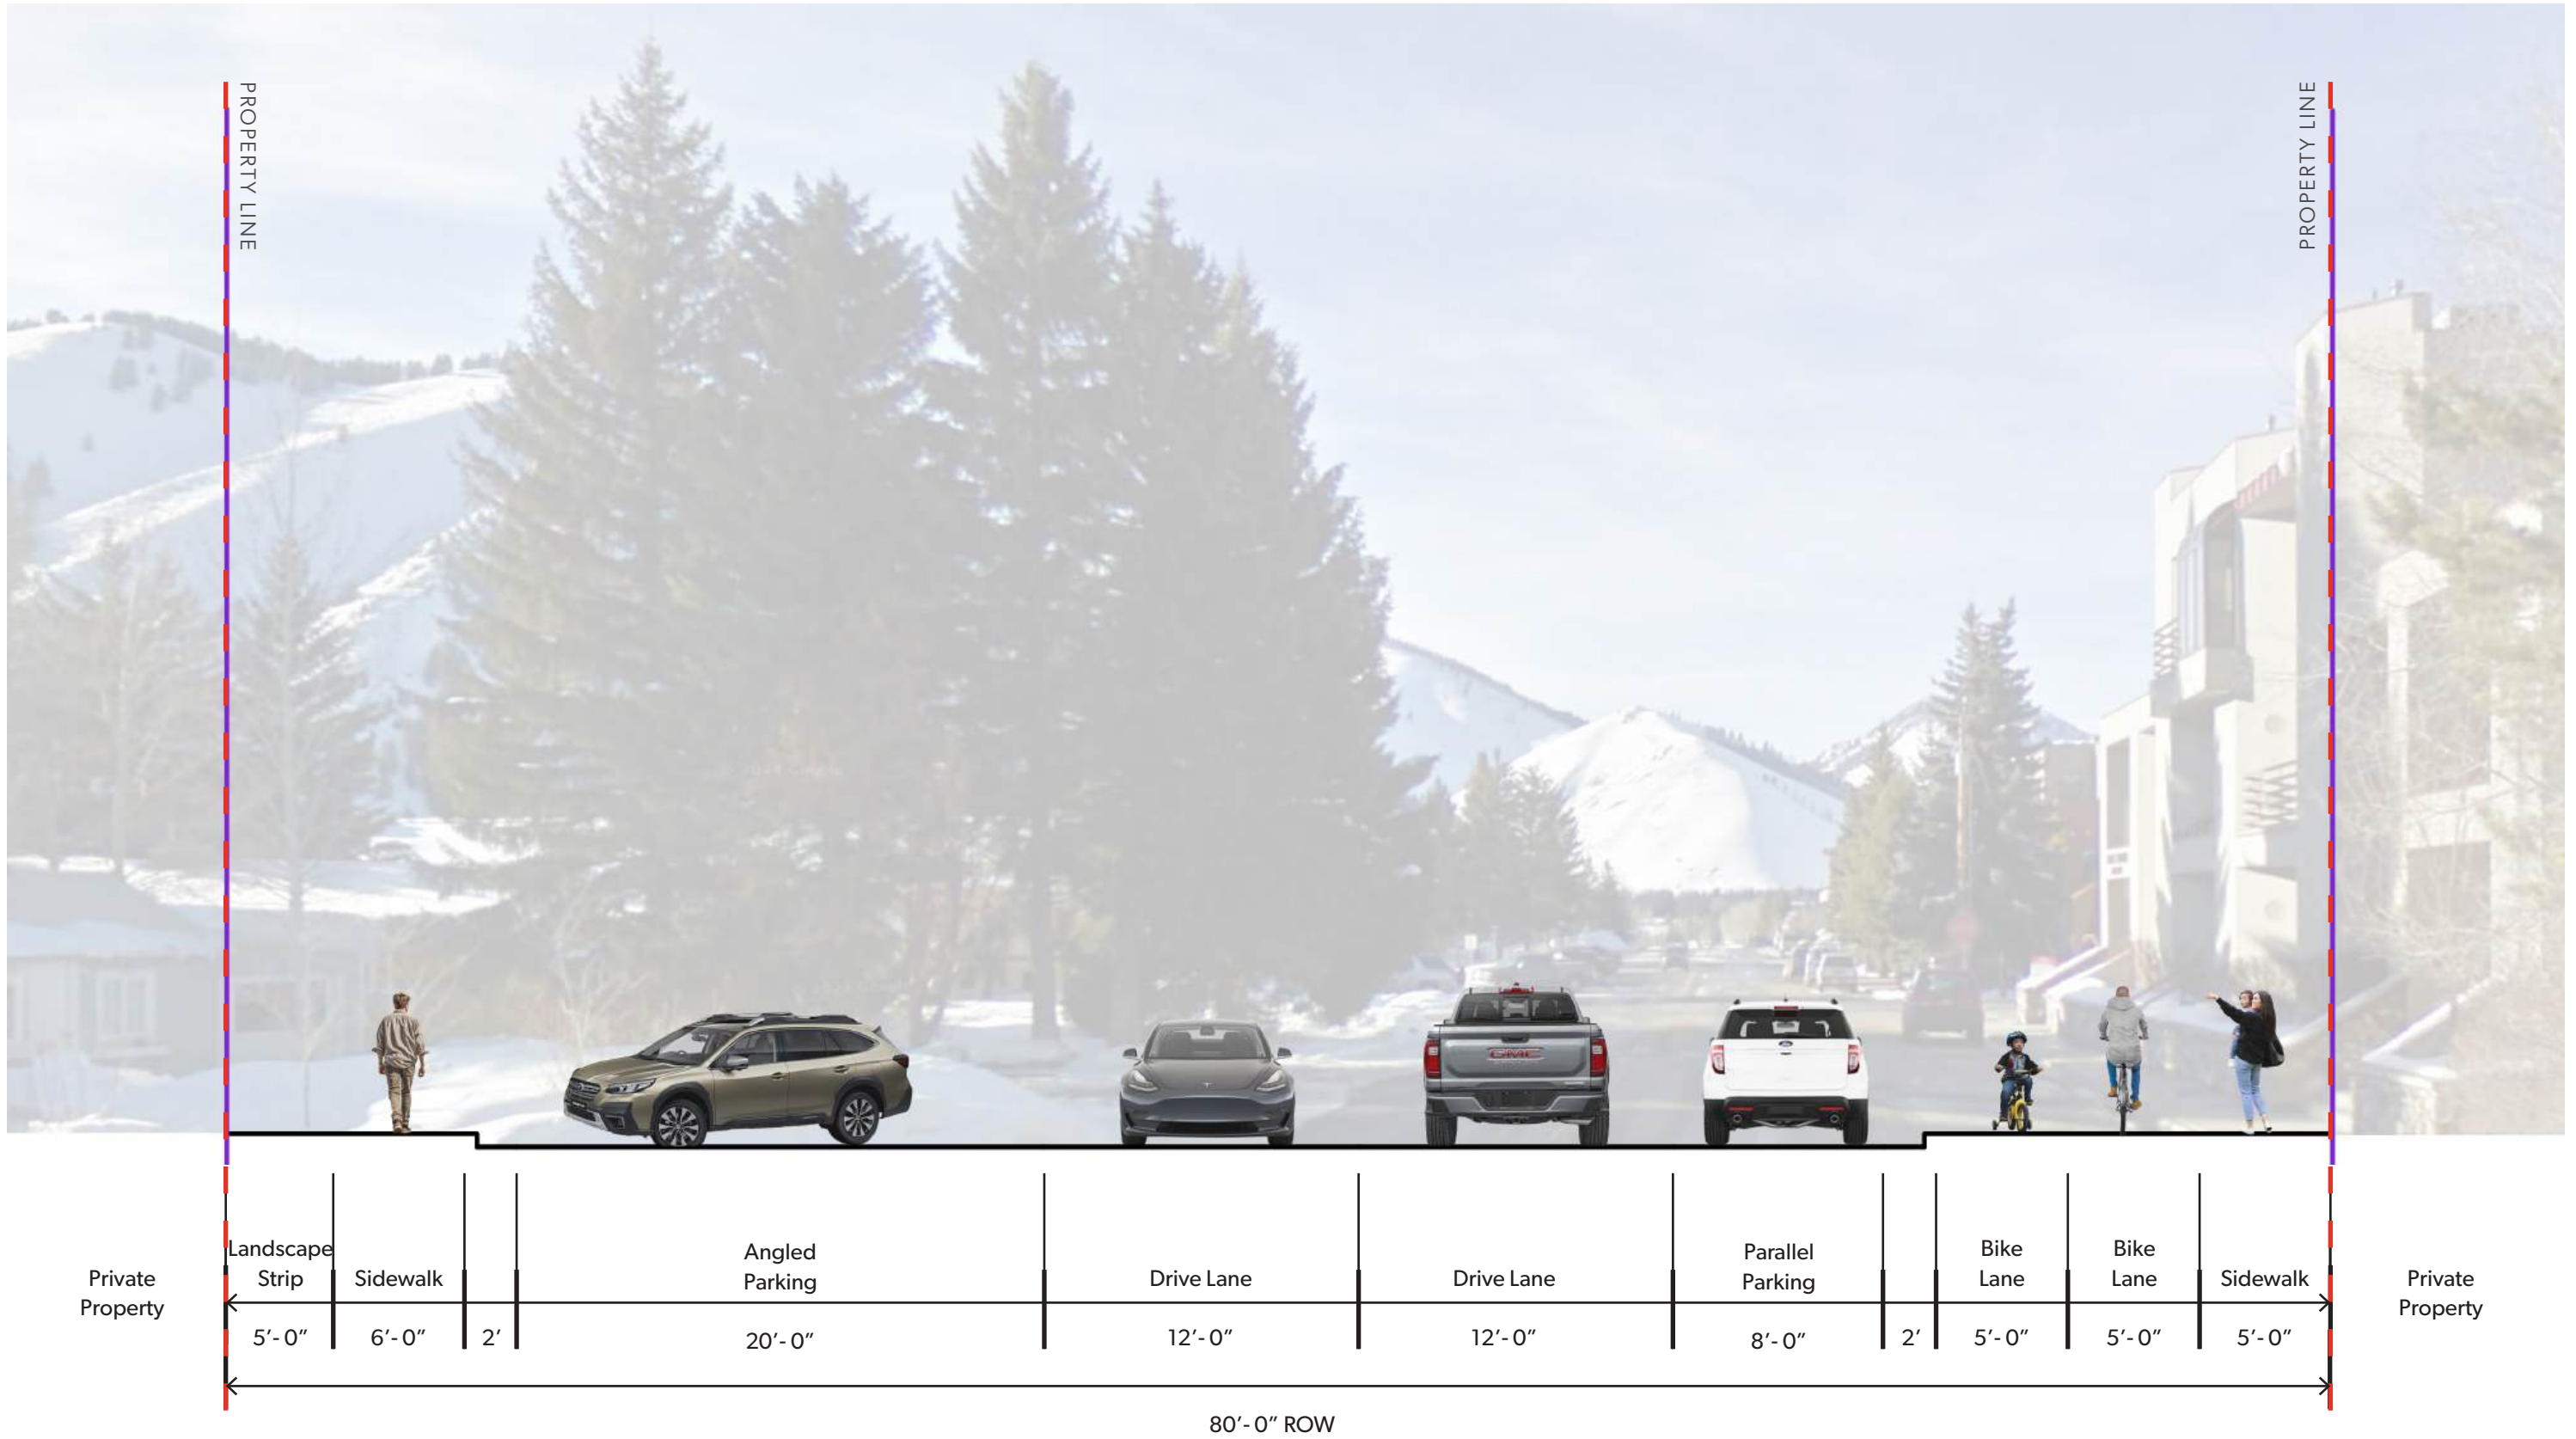 PROPERTY LINE
PROPERTY LINE
GMC
Private
Property
Landscape
Strip
Sidewalk
Angled
Parking
Drive Lane
Drive Lane
Parallel
Parking
Bike
Lane
Bike
Lane
Sidewalk
Private
Property
5’-0”
6’-0”
2’
20’-0”
12’-0”
12’-0”
8’-0”
2’
5’-0”
5’-0”
5’-0”
80’-0” ROW